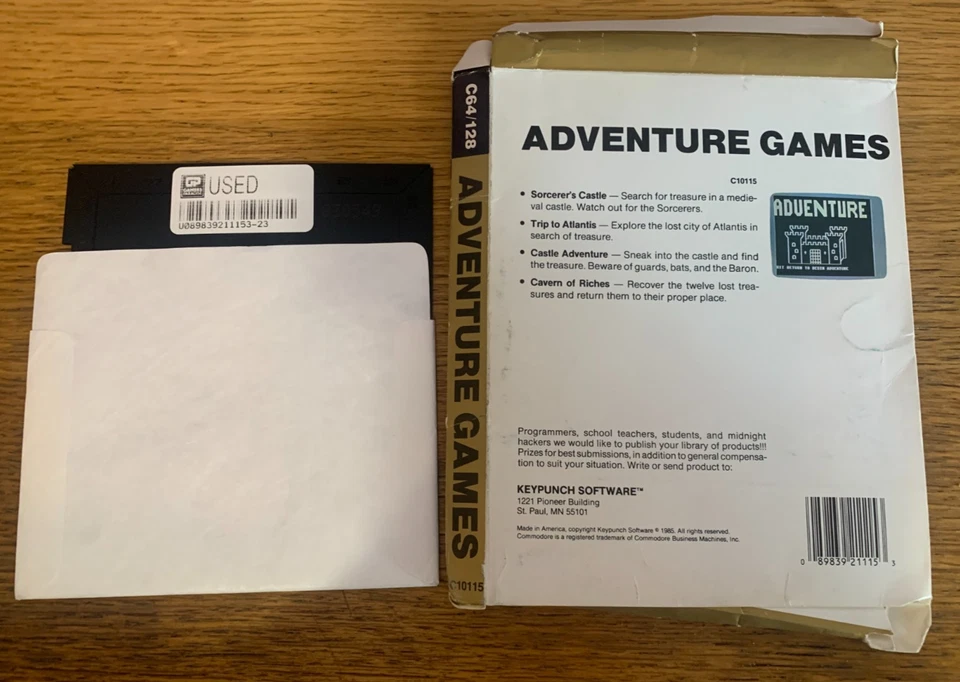 GP
USED
U089839211153-23
C64/128
ADVENTURE GAMES
C10115
ADVENTURE GAMES
C10115
• Sorcerer's Castle — Search for treasure in a medie-
val castle. Watch out for the Sorcerers.
• Trip to Atlantis — Explore the lost city of Atlantis in
search of treasure.
• Castle Adventure — Sneak into the castle and find
the treasure. Beware of guards, bats, and the Baron.
• Cavern of Riches — Recover the twelve lost trea-
sures and return them to their proper place.
ADVENTURE
HIT RETURN TO BEGIN ADVENTURE
Programmers, school teachers, students, and midnight
hackers we would like to publish your library of products!!!
Prizes for best submissions, in addition to general compensa-
tion to suit your situation. Write or send product to:
KEYPUNCH SOFTWARE™
1221 Pioneer Building
St. Paul, MN 55101
Made in America, copyright Keypunch Software © 1985. All rights reserved.
Commodore is a registered trademark of Commodore Business Machines, Inc.
0 89839 21115 3